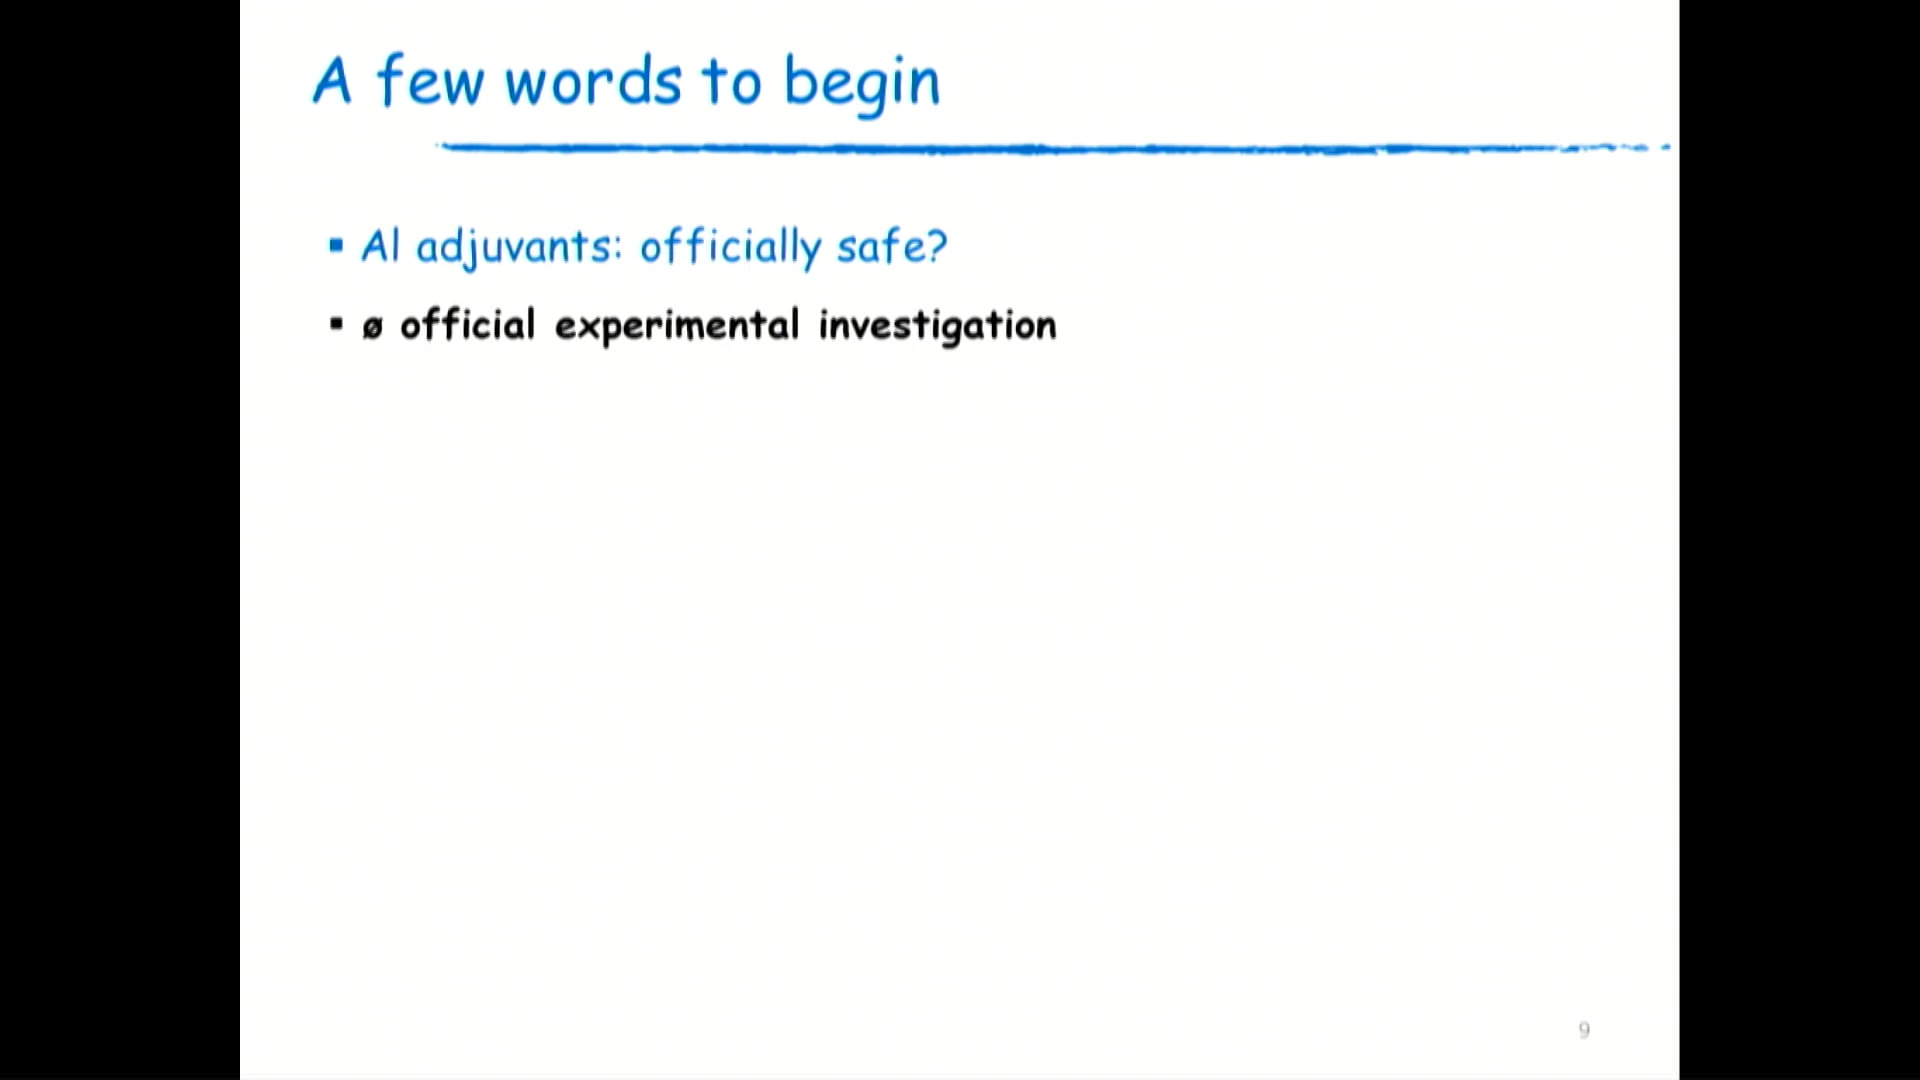 A few words to begin
▪ Al adjuvants: officially safe?
▪ ø official experimental investigation
9